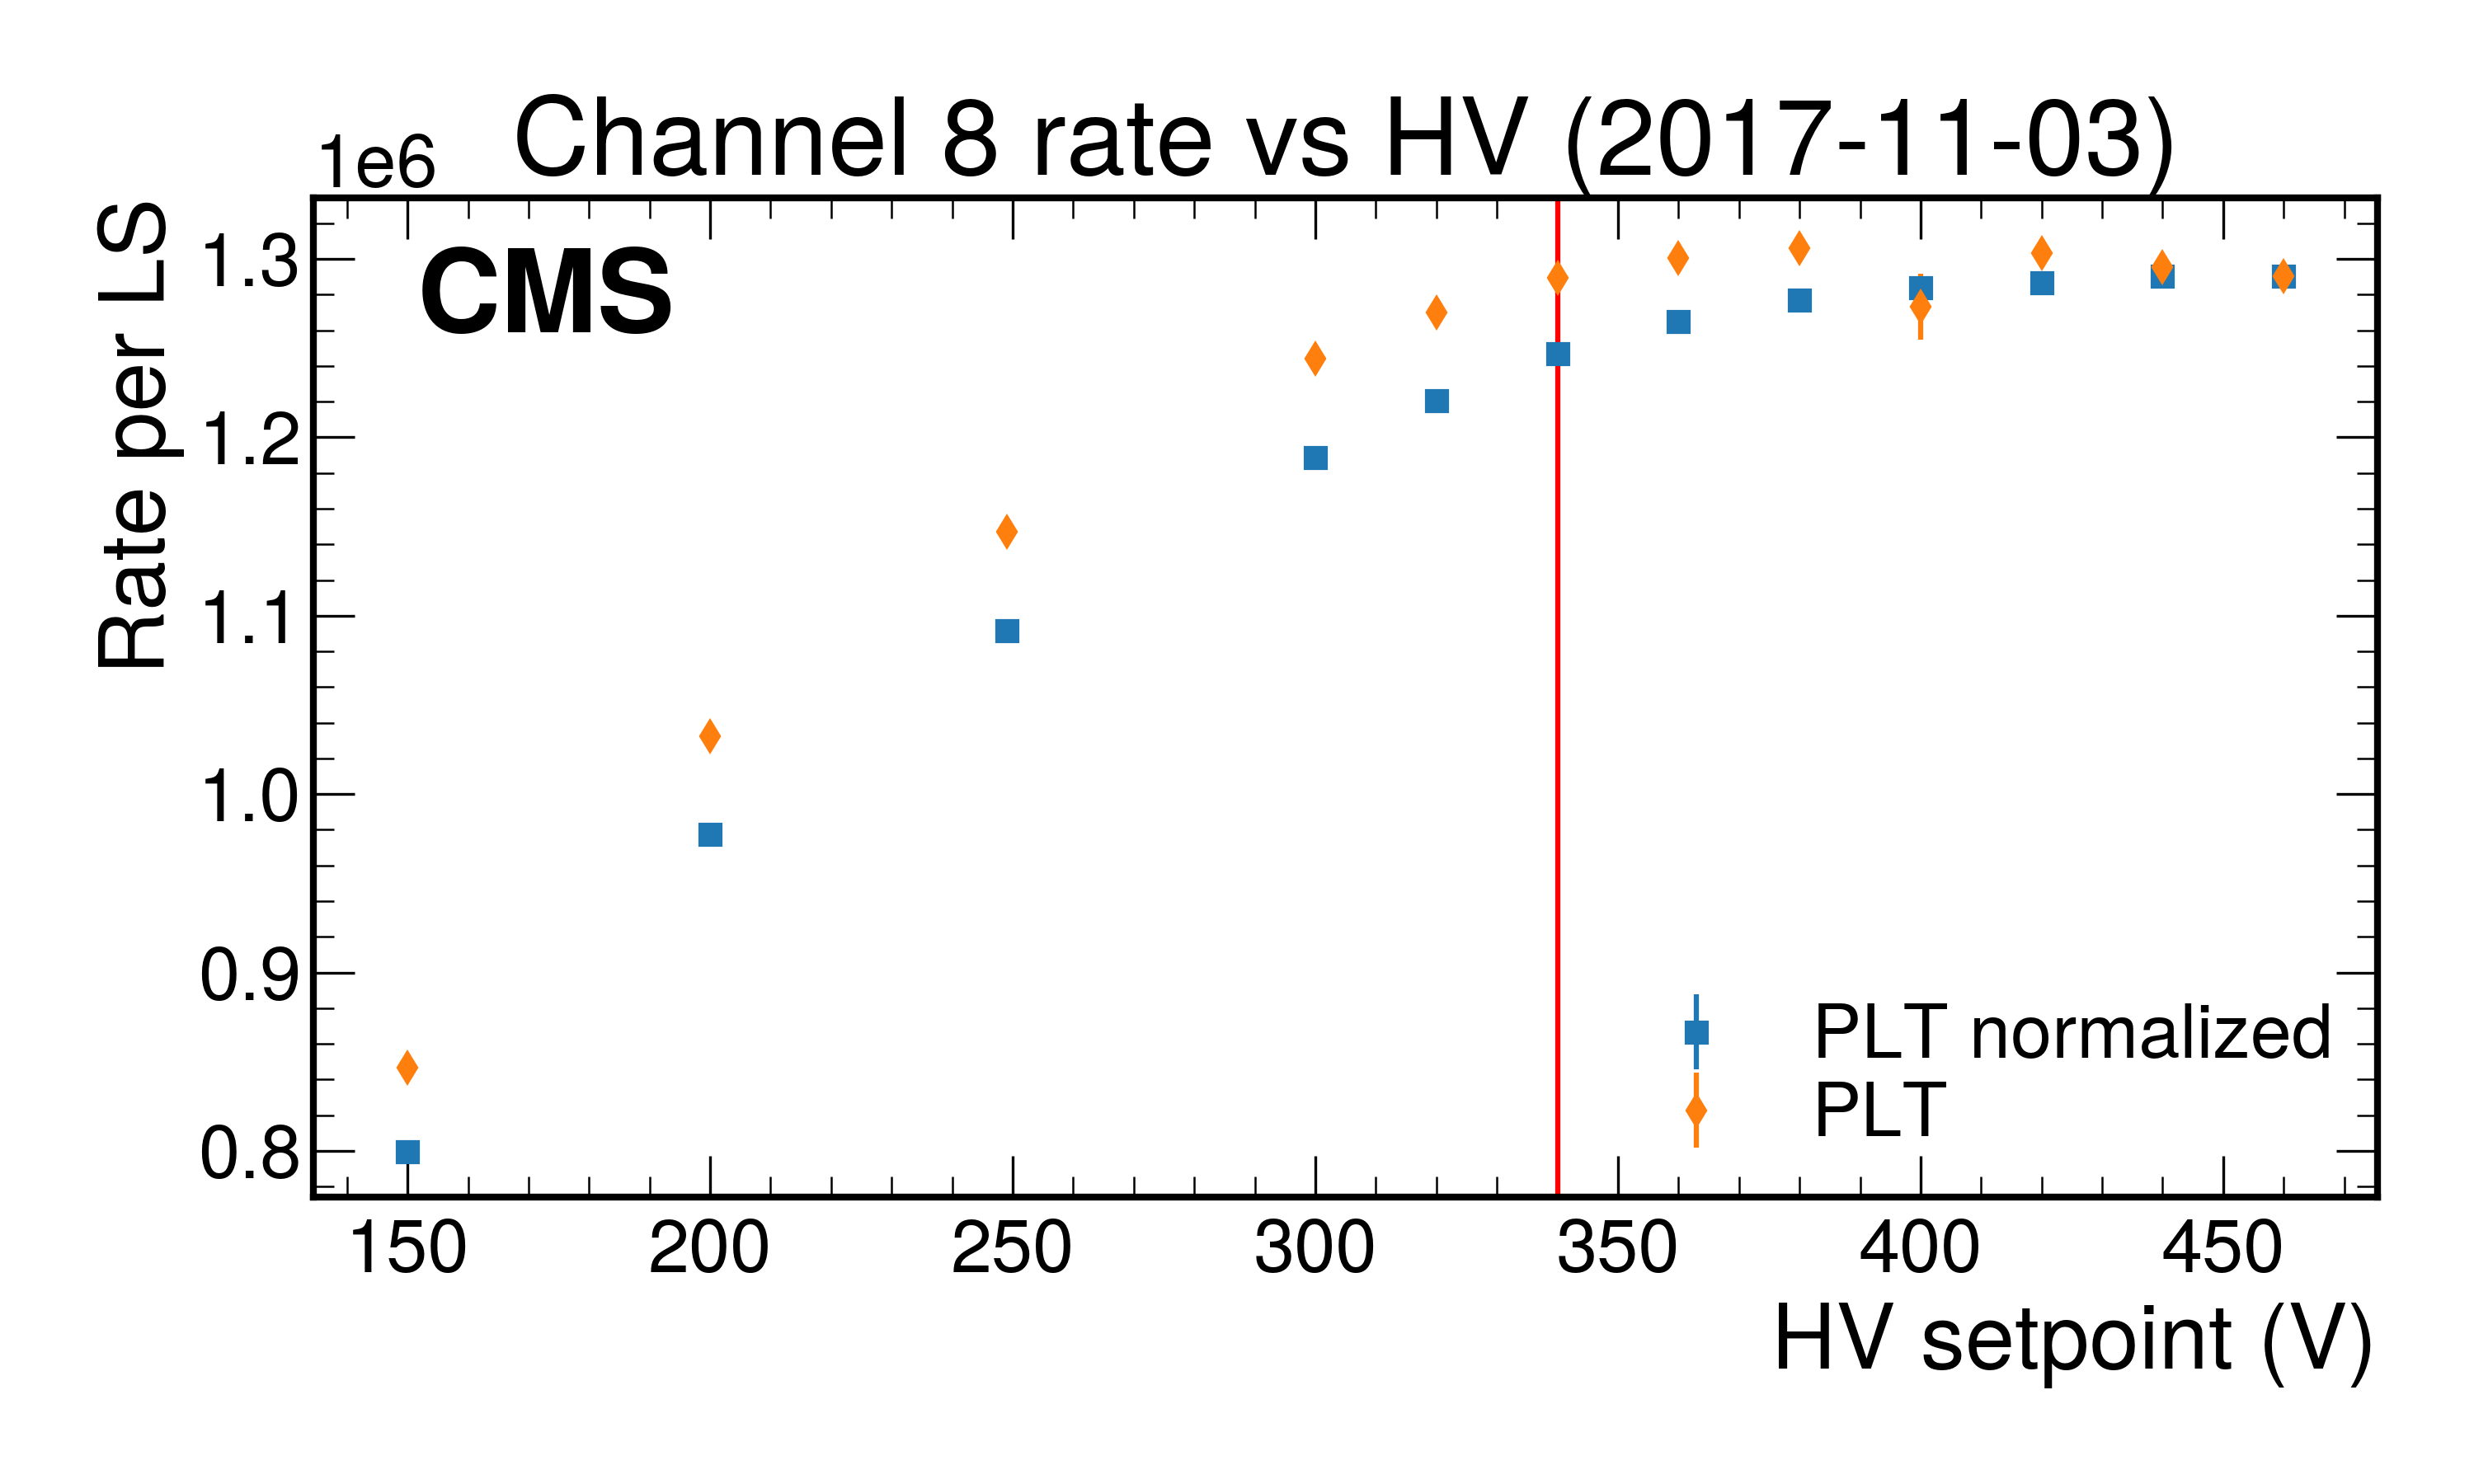 Channel 8 rate vs HV (2017-11-03)
1e6
CMS
Rate per LS
1.3
1.2
1.1
1.0
0.9
0.8
PLT normalized
PLT
150 200 250 300 350 400 450
HV setpoint (V)